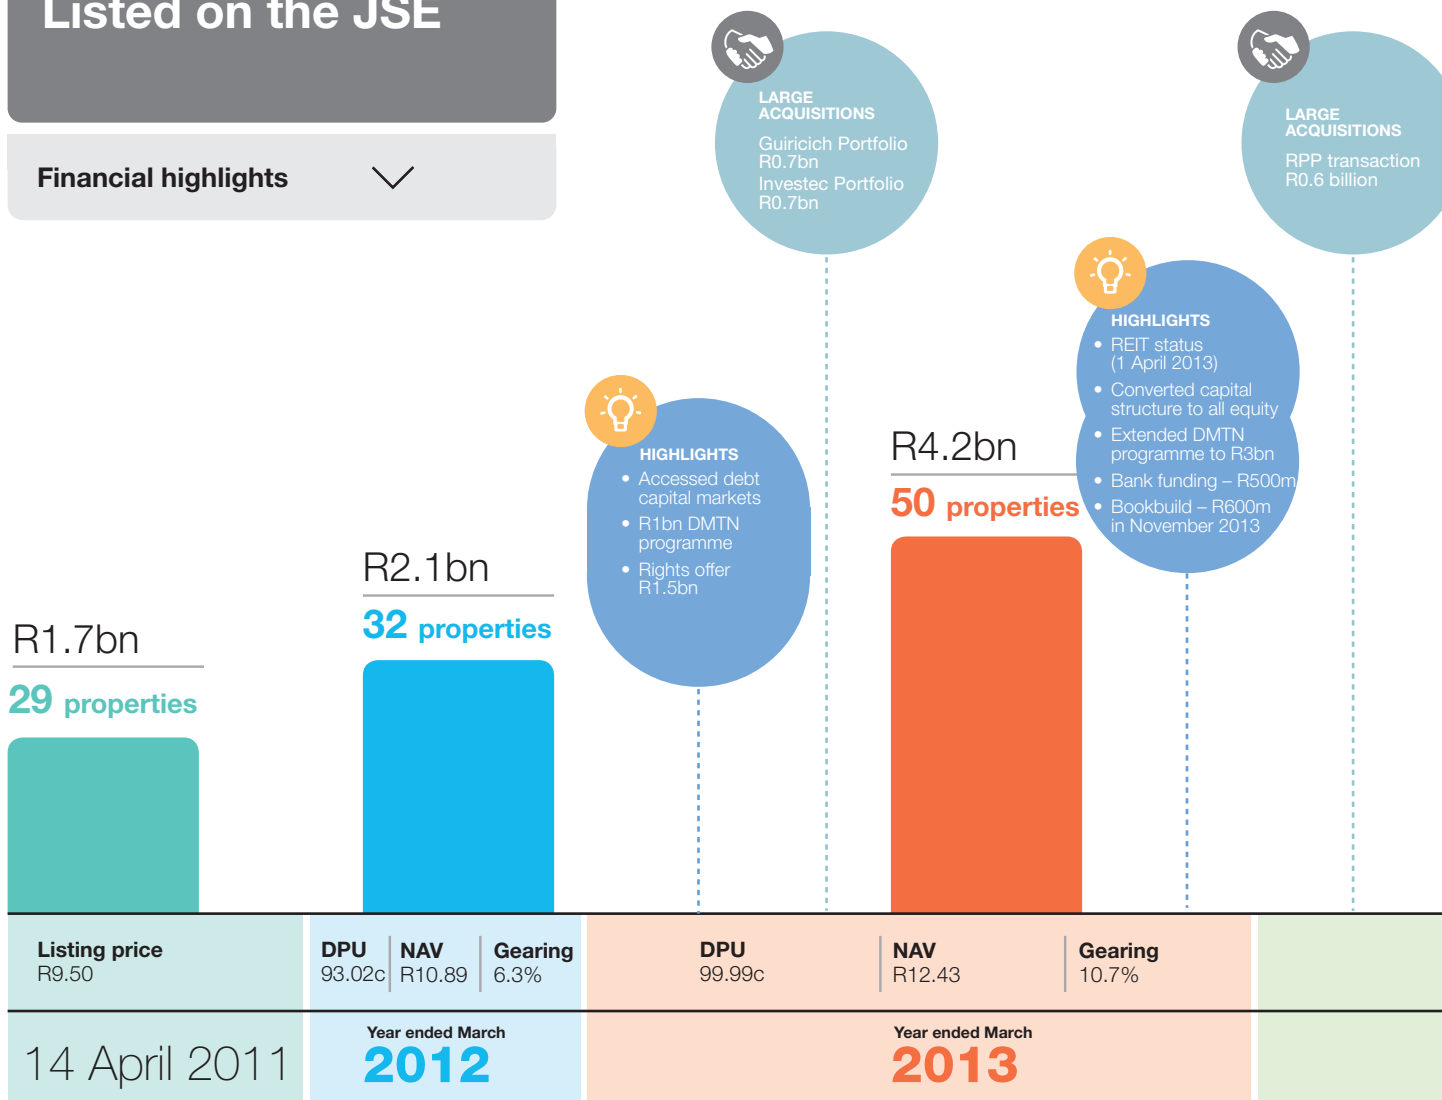 Listed on the JSE
Financial highlights
LARGE
ACQUISITIONS
Guiricich Portfolio
R0.7bn
Investec Portfolio
R0.7bn
LARGE
ACQUISITIONS
RPP transaction
R0.6 billion
HIGHLIGHTS
• REIT status
(1 April 2013)
• Converted capital
structure to all equity
• Extended DMTN
programme to R3bn
• Bank funding – R500m
• Bookbuild – R600m
in November 2013
HIGHLIGHTS
• Accessed debt
capital markets
• R1bn DMTN
programme
• Rights offer
R1.5bn
R4.2bn
50 properties
R2.1bn
32 properties
R1.7bn
29 properties
Listing price
R9.50
DPU
93.02c
NAV
R10.89
Gearing
6.3%
DPU
99.99c
NAV
R12.43
Gearing
10.7%
14 April 2011
Year ended March
2012
Year ended March
2013